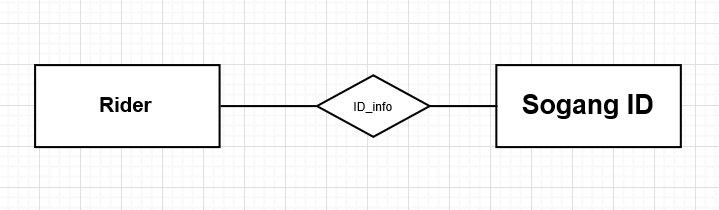 Rider
ID_info
Sogang ID